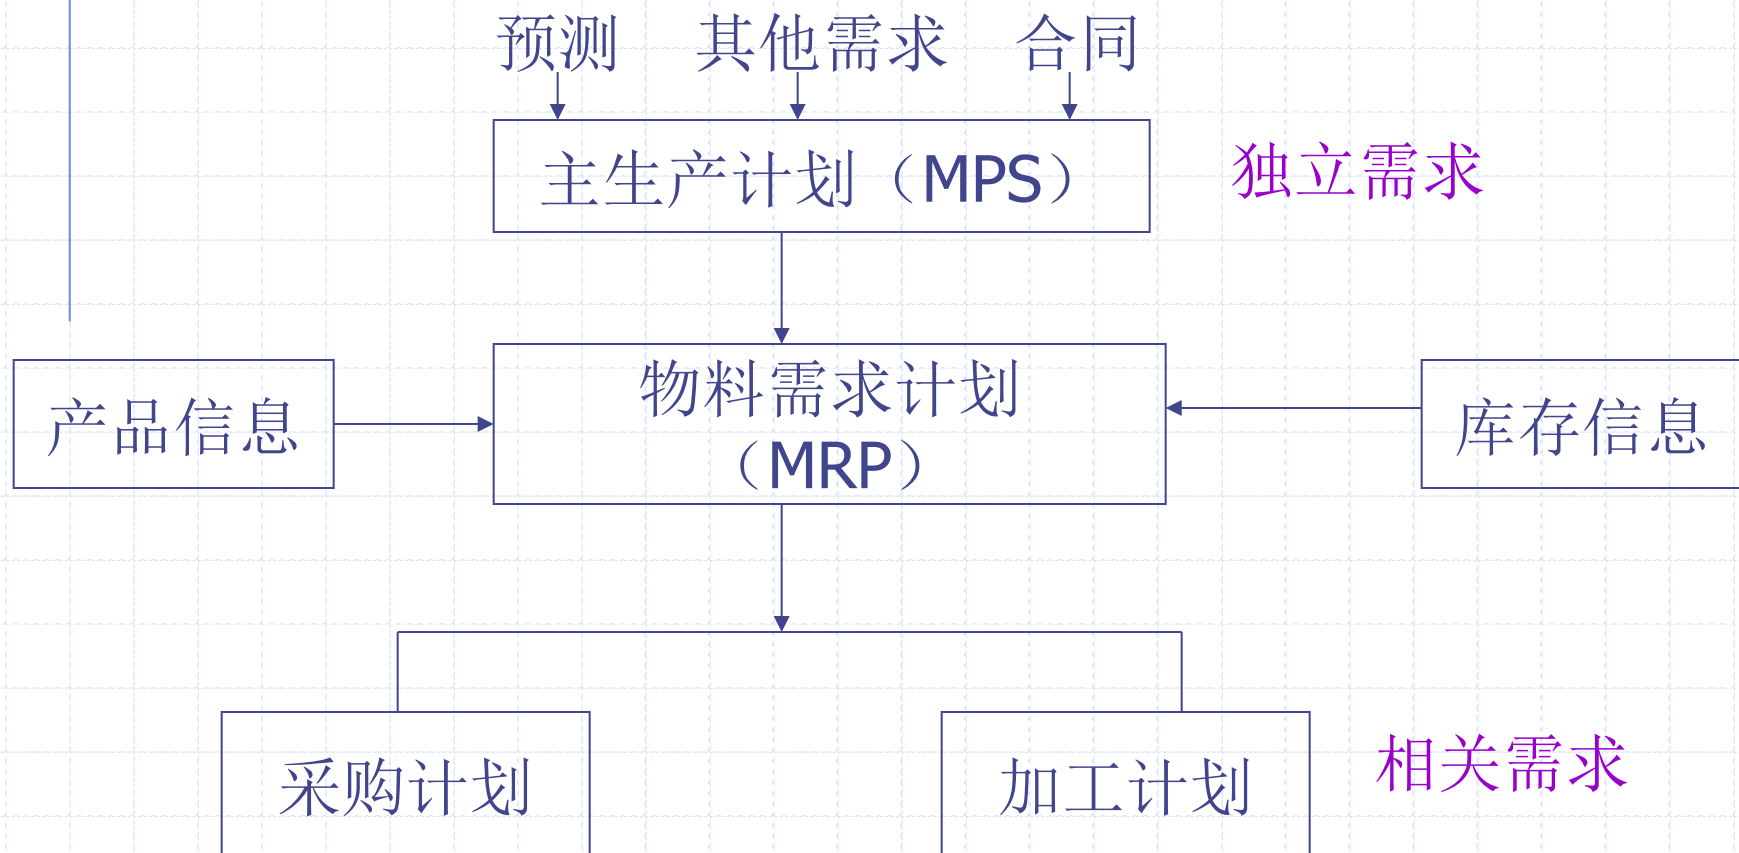 预测 其他需求 合同
主生产计划（MPS）
独立需求
物料需求计划
（MRP）
产品信息
库存信息
采购计划
加工计划
相关需求